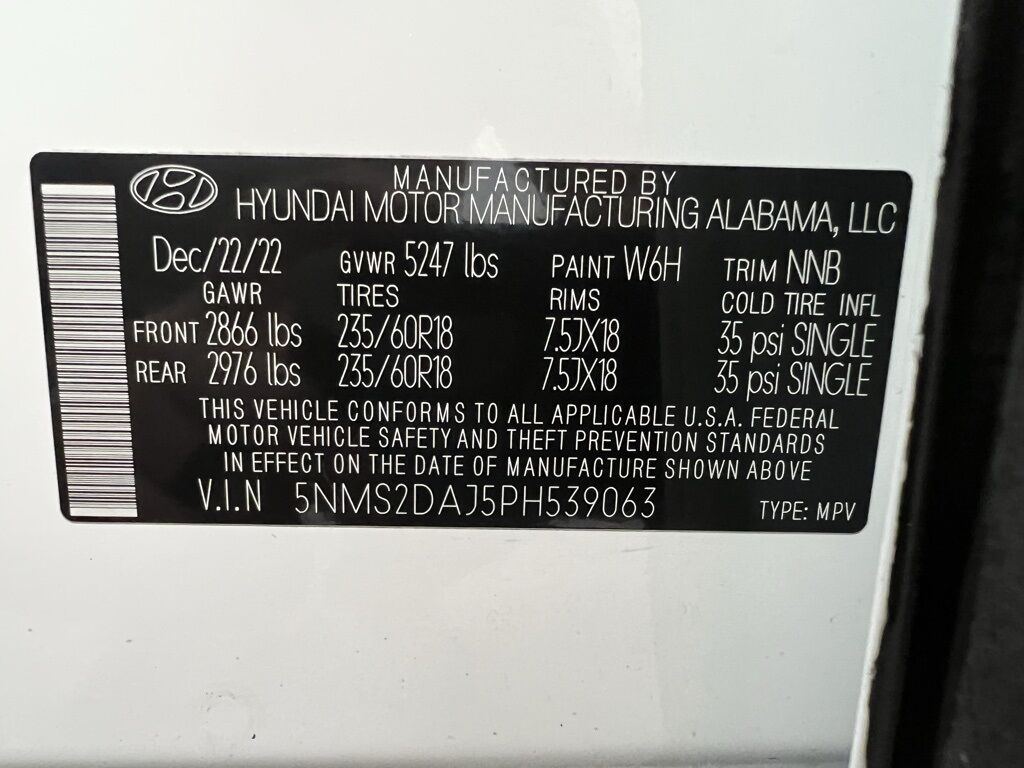 MANUFACTURED BY
HYUNDAI MOTOR MANUFACTURING ALABAMA, LLC
Dec/22/22 GVWR 5247 lbs PAINT W6H TRIM NNB
GAWR TIRES RIMS COLD TIRE INFL
FRONT 2866 lbs 235/60R18 7.5JX18 35 psi SINGLE
REAR 2976 lbs 235/60R18 7.5JX18 35 psi SINGLE
THIS VEHICLE CONFORMS TO ALL APPLICABLE U.S.A. FEDERAL
MOTOR VEHICLE SAFETY AND THEFT PREVENTION STANDARDS
IN EFFECT ON THE DATE OF MANUFACTURE SHOWN ABOVE
V.I.N 5NMS2DAJ5PH539063 TYPE: MPV